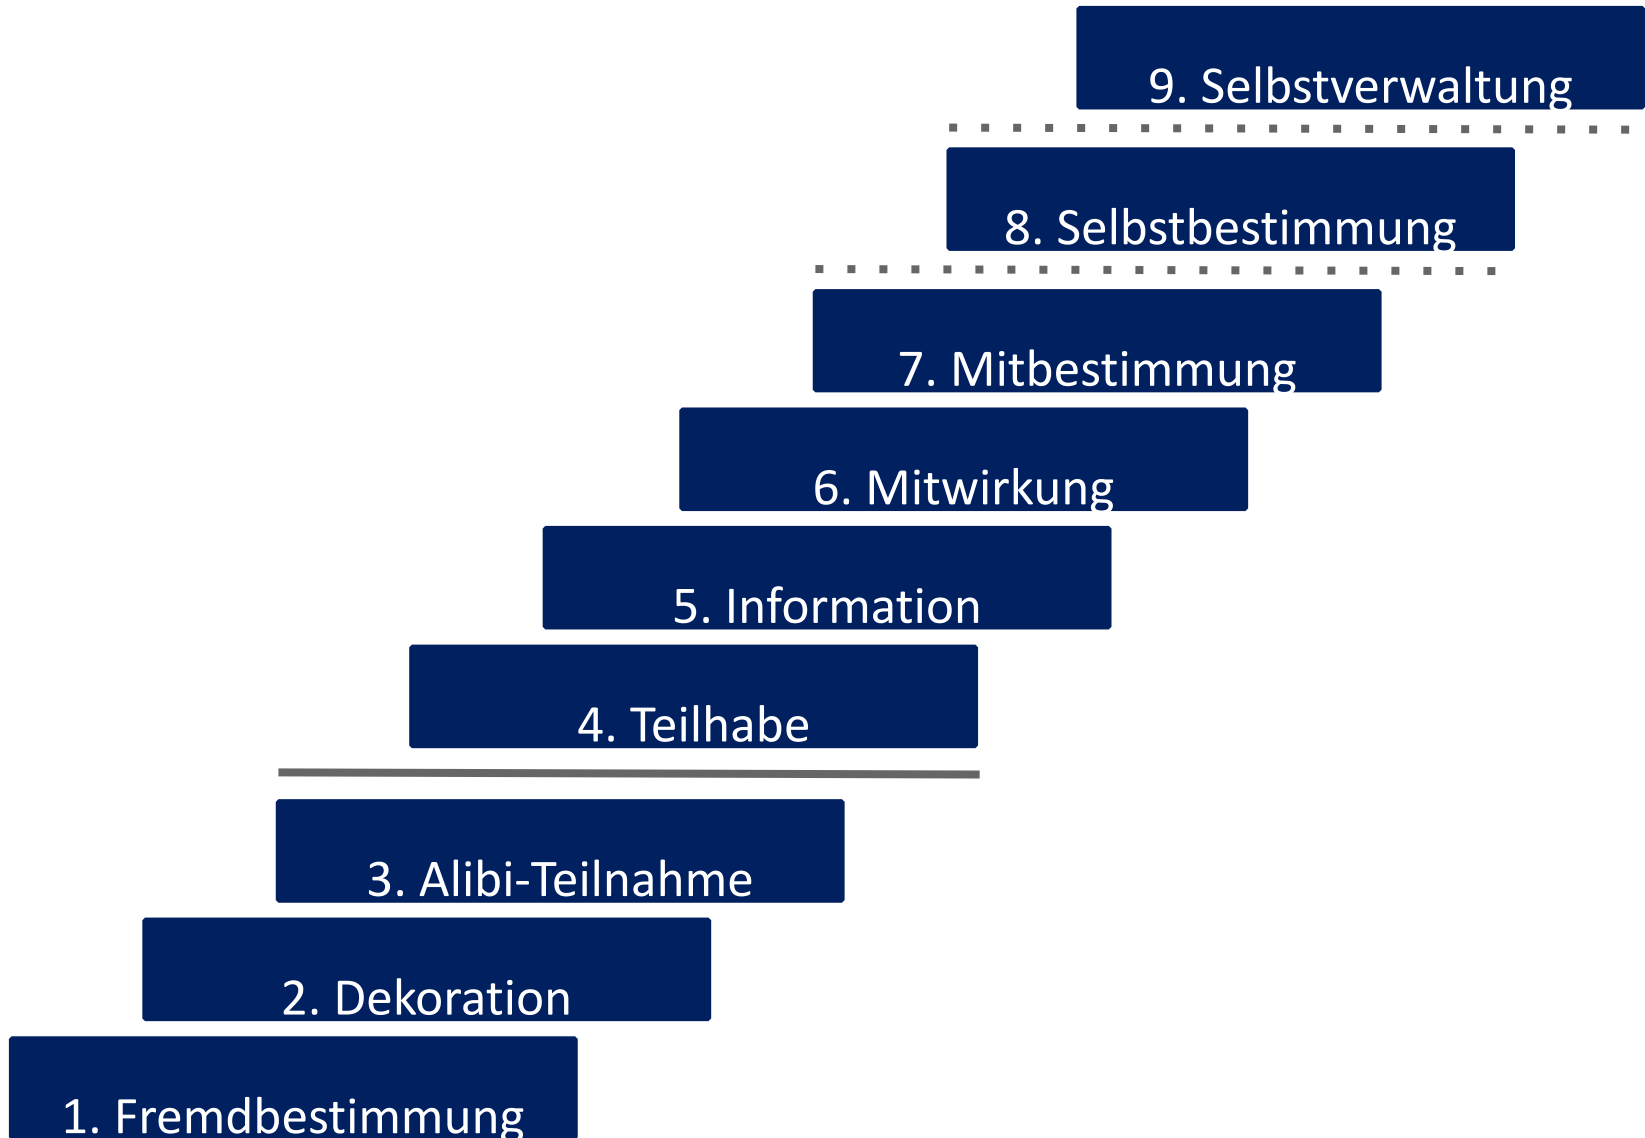 9. Selbstverwaltung
8. Selbstbestimmung
7. Mitbestimmung
6. Mitwirkung
5. Information
4. Teilhabe
3. Alibi-Teilnahme
2. Dekoration
1. Fremdbestimmung